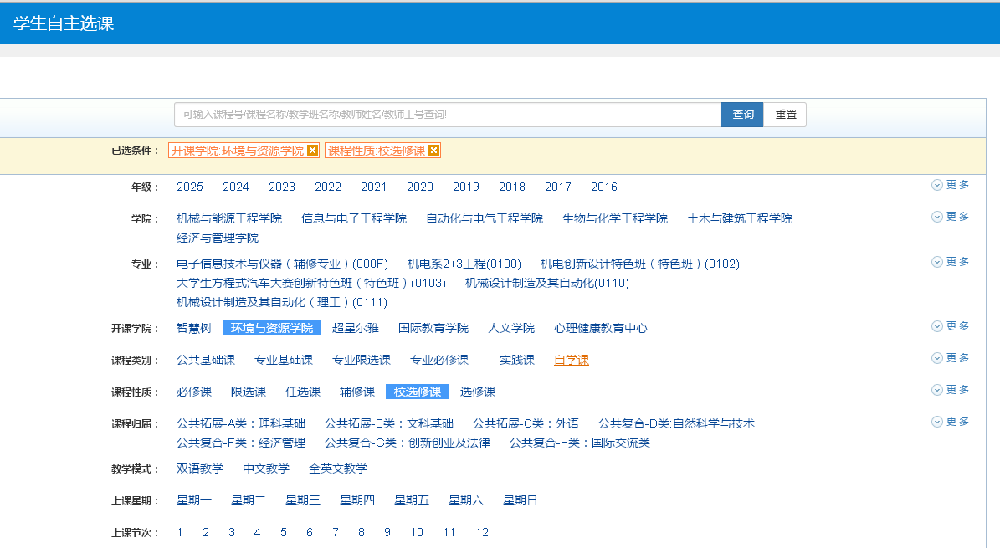 学生自主选课
可输入课程号/课程名称/教学班名称/教师姓名/教师工号查询! 查询 重置
已选条件： 开课学院:环境与资源学院 课程性质:校选修课
年级： 2025 2024 2023 2022 2021 2020 2019 2018 2017 2016 更多
学院： 机械与能源工程学院 信息与电子工程学院 自动化与电气工程学院 生物与化学工程学院 土木与建筑工程学院 更多
经济与管理学院
专业： 电子信息技术与仪器（辅修专业）(000F) 机电系2+3工程(0100) 机电创新设计特色班（特色班）(0102) 更多
大学生方程式汽车大赛创新特色班（特色班）(0103) 机械设计制造及其自动化(0110)
机械设计制造及其自动化（理工）(0111)
开课学院： 智慧树 环境与资源学院 超星尔雅 国际教育学院 人文学院 心理健康教育中心 更多
课程类别： 公共基础课 专业基础课 专业限选课 专业必修课 实践课 自学课 更多
课程性质： 必修课 限选课 任选课 辅修课 校选修课 选修课 更多
课程归属： 公共拓展-A类：理科基础 公共拓展-B类：文科基础 公共拓展-C类：外语 公共复合-D类:自然科学与技术 更多
公共复合-F类：经济管理 公共复合-G类：创新创业及法律 公共复合-H类：国际交流类
教学模式： 双语教学 中文教学 全英文教学
上课星期： 星期一 星期二 星期三 星期四 星期五 星期六 星期日
上课节次： 1 2 3 4 5 6 7 8 9 10 11 12